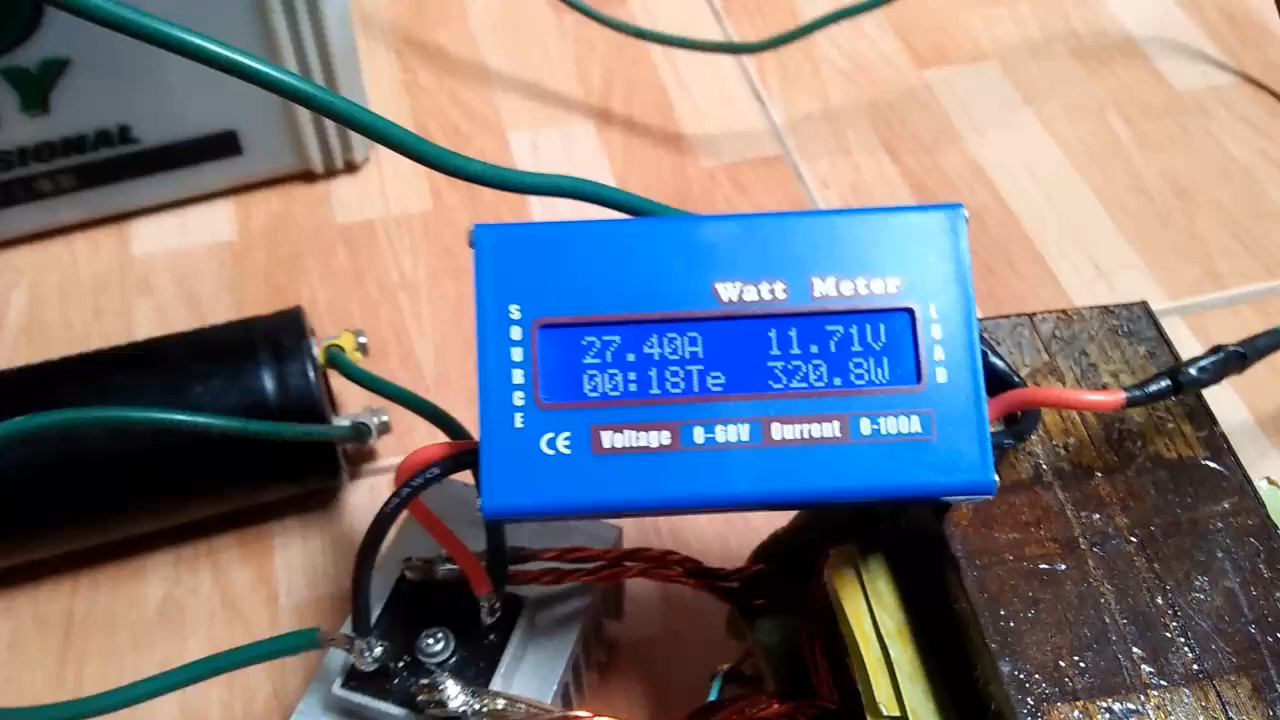 Y
SIONAL
Watt Meter
SOURCE
LOAD
27.40A 11.71V
00:18Te 320.8W
CE
Voltage 0-60V Current 0-100A
AWG